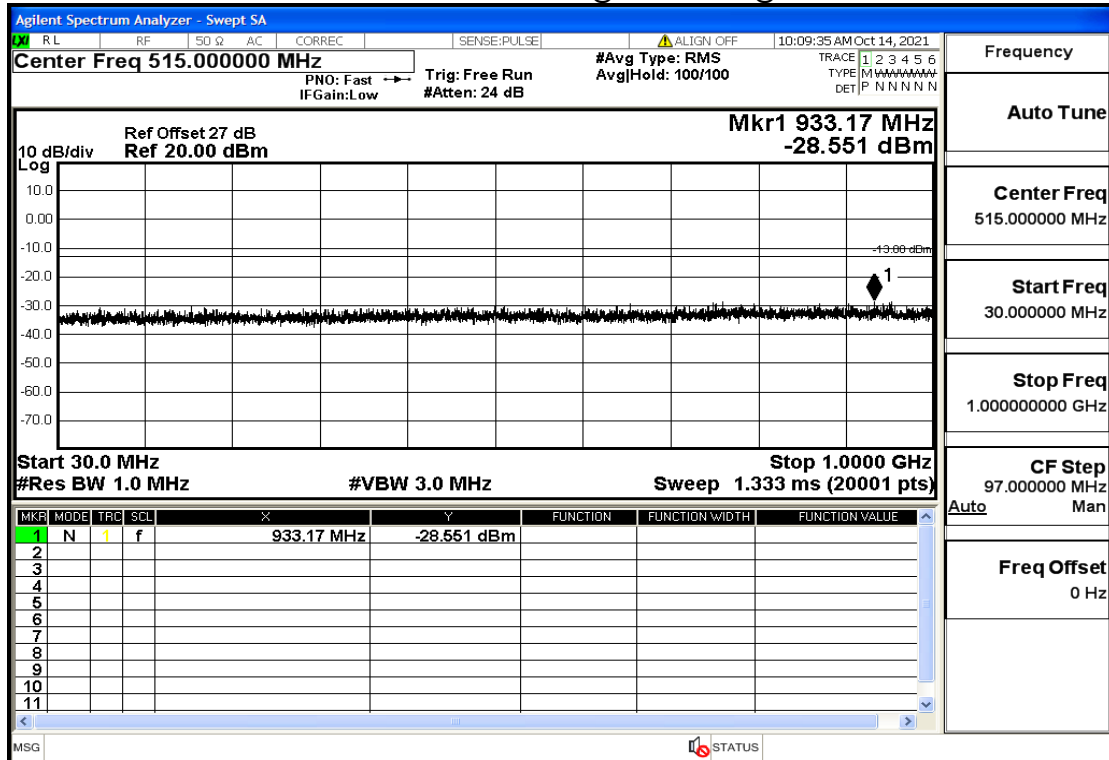 Agilent Spectrum Analyzer - Swept SA
LXI RL RF 50 Ω AC CORREC SENSE:PULSE ALIGN OFF 10:09:35 AM Oct 14, 2021
Center Freq 515.000000 MHz
PNO: Fast
IFGain:Low
Trig: Free Run
#Atten: 24 dB
#Avg Type: RMS
Avg|Hold: 100/100
TRACE 1 2 3 4 5 6
TYPE M WWWWW
DET P N N N N N
Ref Offset 27 dB
10 dB/div Ref 20.00 dBm
Log
Mkr1 933.17 MHz
-28.551 dBm
10.0
0.00
-10.0
-20.0
-30.0
-40.0
-50.0
-60.0
-70.0
-13.00 dBm
1
Start 30.0 MHz Stop 1.0000 GHz
#Res BW 1.0 MHz #VBW 3.0 MHz Sweep 1.333 ms (20001 pts)
MKR MODE TRC SCL X Y FUNCTION FUNCTION WIDTH FUNCTION VALUE
1 N 1 f 933.17 MHz -28.551 dBm
2
3
4
5
6
7
8
9
10
11
MSG STATUS
Frequency
Auto Tune
Center Freq
515.000000 MHz
Start Freq
30.000000 MHz
Stop Freq
1.000000000 GHz
CF Step
97.000000 MHz
Auto Man
Freq Offset
0 Hz